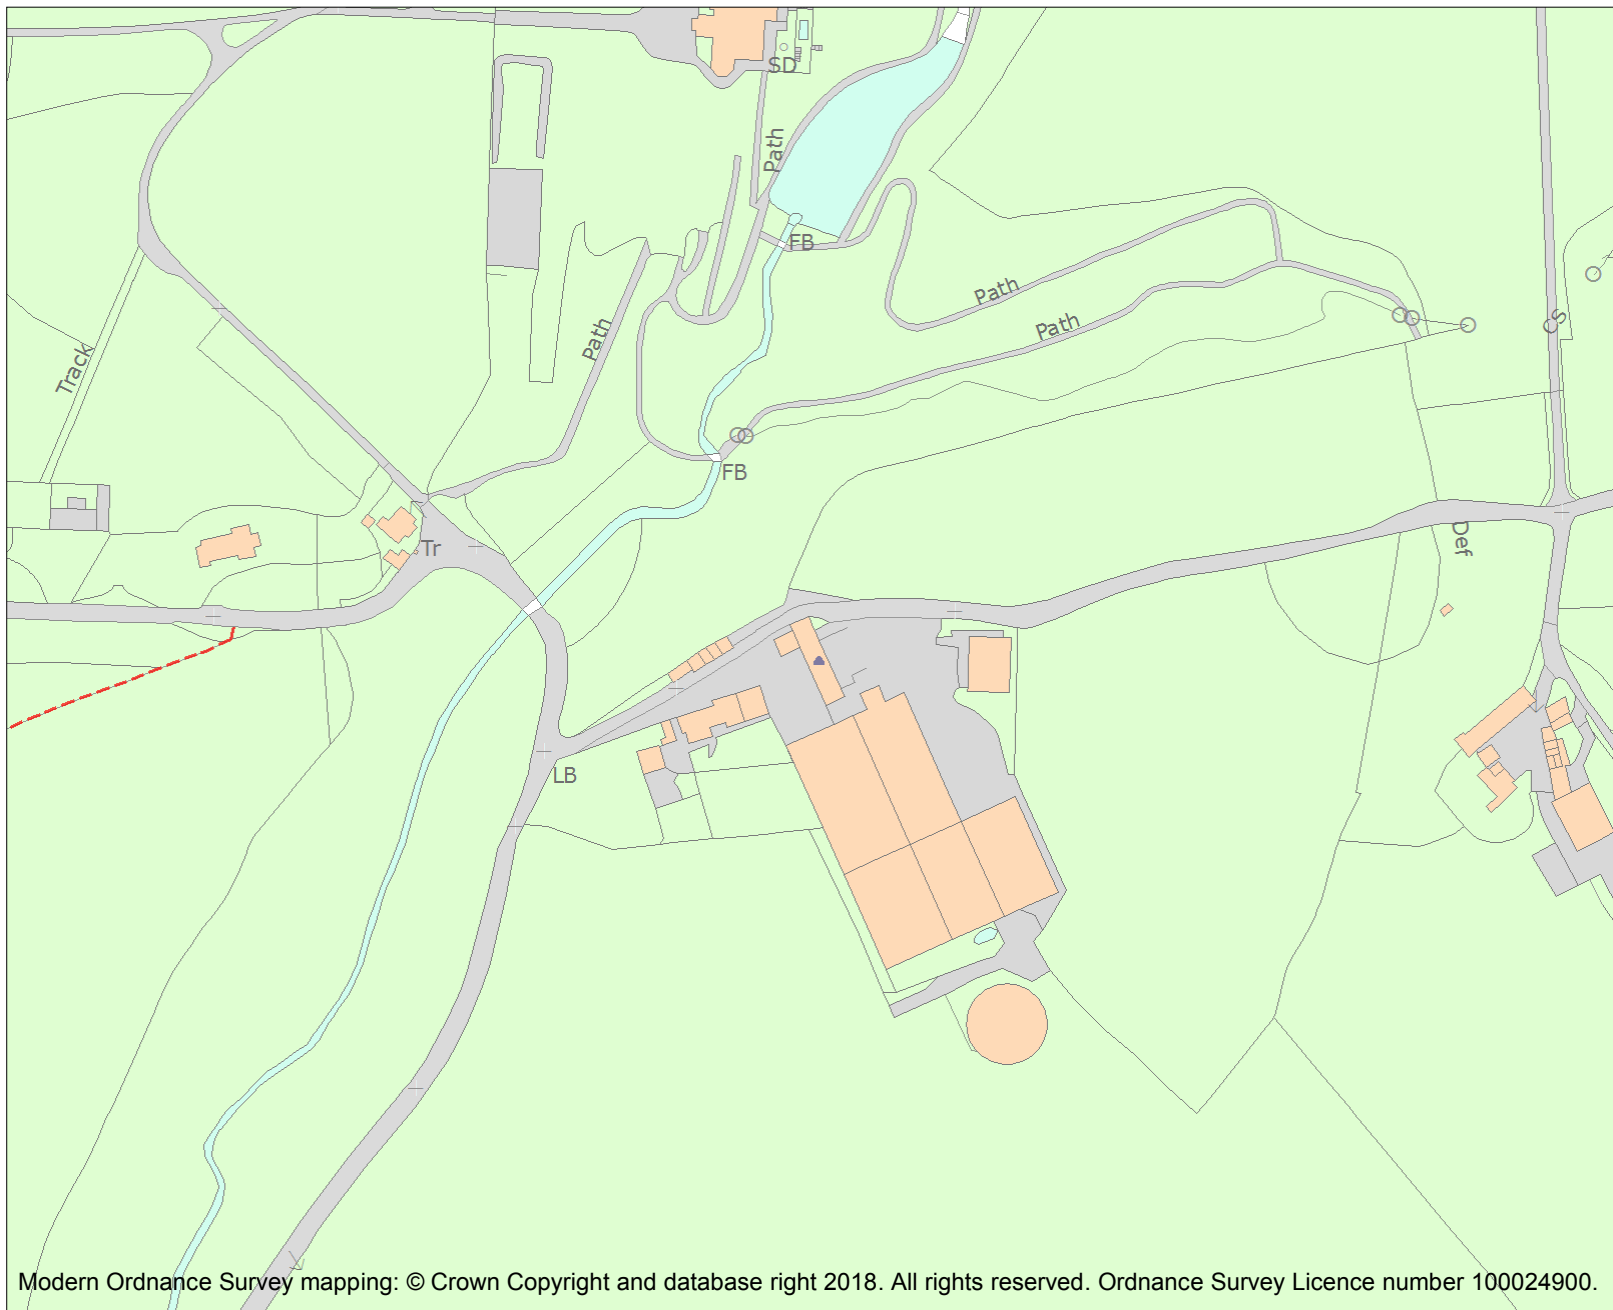 SD
Path
FB
Path
Path
Path
CS
Track
FB
Tr
Def
LB
Modern Ordnance Survey mapping: © Crown Copyright and database right 2018. All rights reserved. Ordnance Survey Licence number 100024900.